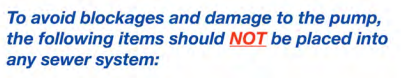 To avoid blockages and damage to the pump,
the following items should NOT be placed into
any sewer system: